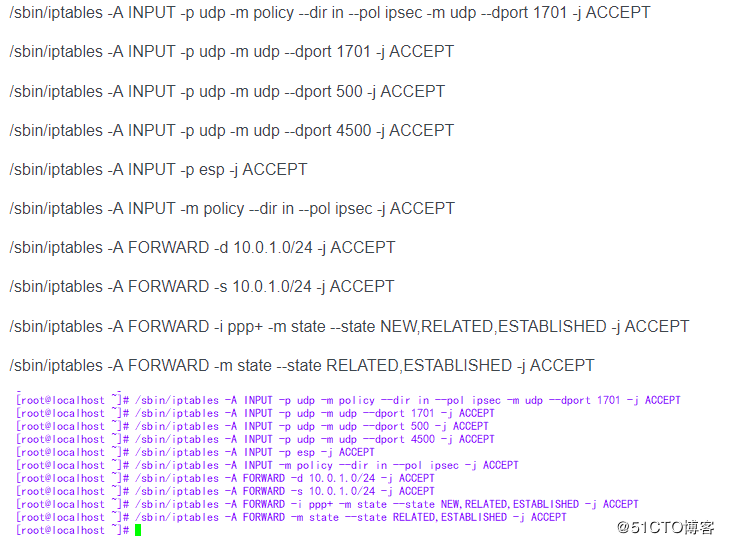 /sbin/iptables -A INPUT -p udp -m policy --dir in --pol ipsec -m udp --dport 1701 -j ACCEPT
/sbin/iptables -A INPUT -p udp -m udp --dport 1701 -j ACCEPT
/sbin/iptables -A INPUT -p udp -m udp --dport 500 -j ACCEPT
/sbin/iptables -A INPUT -p udp -m udp --dport 4500 -j ACCEPT
/sbin/iptables -A INPUT -p esp -j ACCEPT
/sbin/iptables -A INPUT -m policy --dir in --pol ipsec -j ACCEPT
/sbin/iptables -A FORWARD -d 10.0.1.0/24 -j ACCEPT
/sbin/iptables -A FORWARD -s 10.0.1.0/24 -j ACCEPT
/sbin/iptables -A FORWARD -i ppp+ -m state --state NEW,RELATED,ESTABLISHED -j ACCEPT
/sbin/iptables -A FORWARD -m state --state RELATED,ESTABLISHED -j ACCEPT
[root@localhost ~]# /sbin/iptables -A INPUT -p udp -m policy --dir in --pol ipsec -m udp --dport 1701 -j ACCEPT
[root@localhost ~]# /sbin/iptables -A INPUT -p udp -m udp --dport 1701 -j ACCEPT
[root@localhost ~]# /sbin/iptables -A INPUT -p udp -m udp --dport 500 -j ACCEPT
[root@localhost ~]# /sbin/iptables -A INPUT -p udp -m udp --dport 4500 -j ACCEPT
[root@localhost ~]# /sbin/iptables -A INPUT -p esp -j ACCEPT
[root@localhost ~]# /sbin/iptables -A INPUT -m policy --dir in --pol ipsec -j ACCEPT
[root@localhost ~]# /sbin/iptables -A FORWARD -d 10.0.1.0/24 -j ACCEPT
[root@localhost ~]# /sbin/iptables -A FORWARD -s 10.0.1.0/24 -j ACCEPT
[root@localhost ~]# /sbin/iptables -A FORWARD -i ppp+ -m state --state NEW,RELATED,ESTABLISHED -j ACCEPT
[root@localhost ~]# /sbin/iptables -A FORWARD -m state --state RELATED,ESTABLISHED -j ACCEPT
[root@localhost ~]#
@51CTO博客